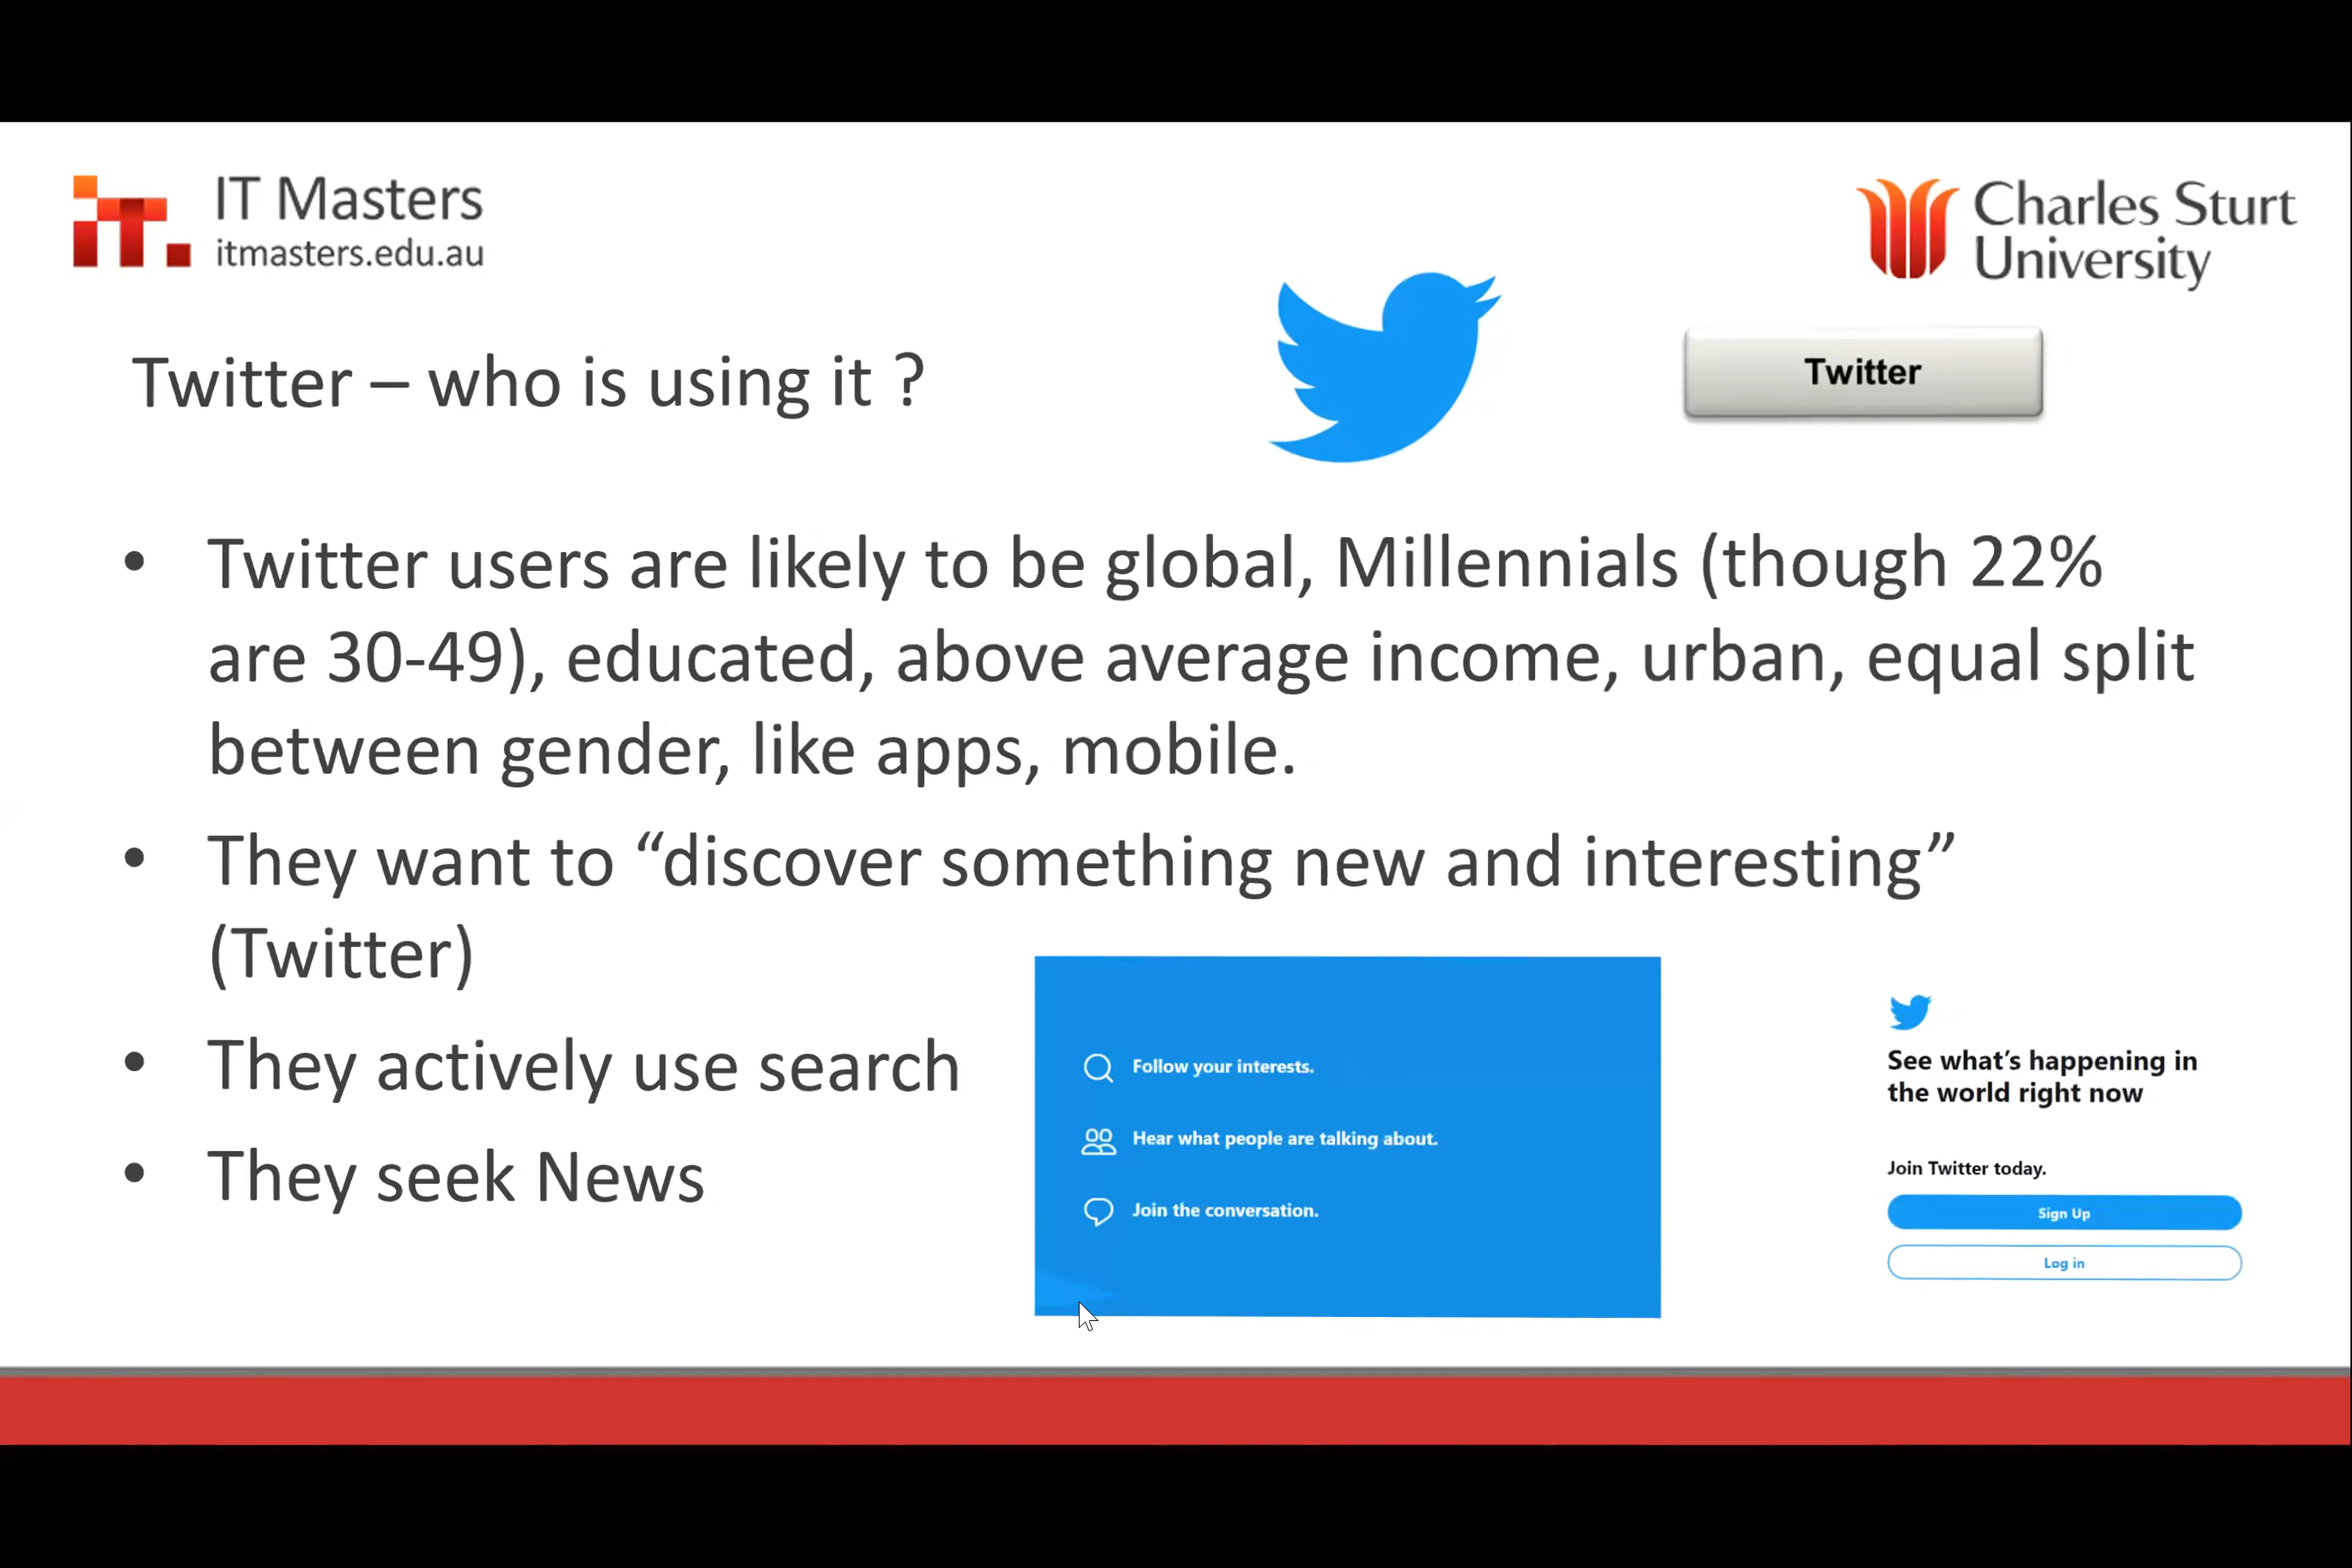 IT Masters
itmasters.edu.au
Charles Sturt
University
Twitter – who is using it ?
Twitter
• Twitter users are likely to be global, Millennials (though 22%
are 30-49), educated, above average income, urban, equal split
between gender, like apps, mobile.
• They want to “discover something new and interesting”
(Twitter)
• They actively use search
• They seek News
Follow your interests.
Hear what people are talking about.
Join the conversation.
See what’s happening in
the world right now
Join Twitter today.
Sign Up
Log in